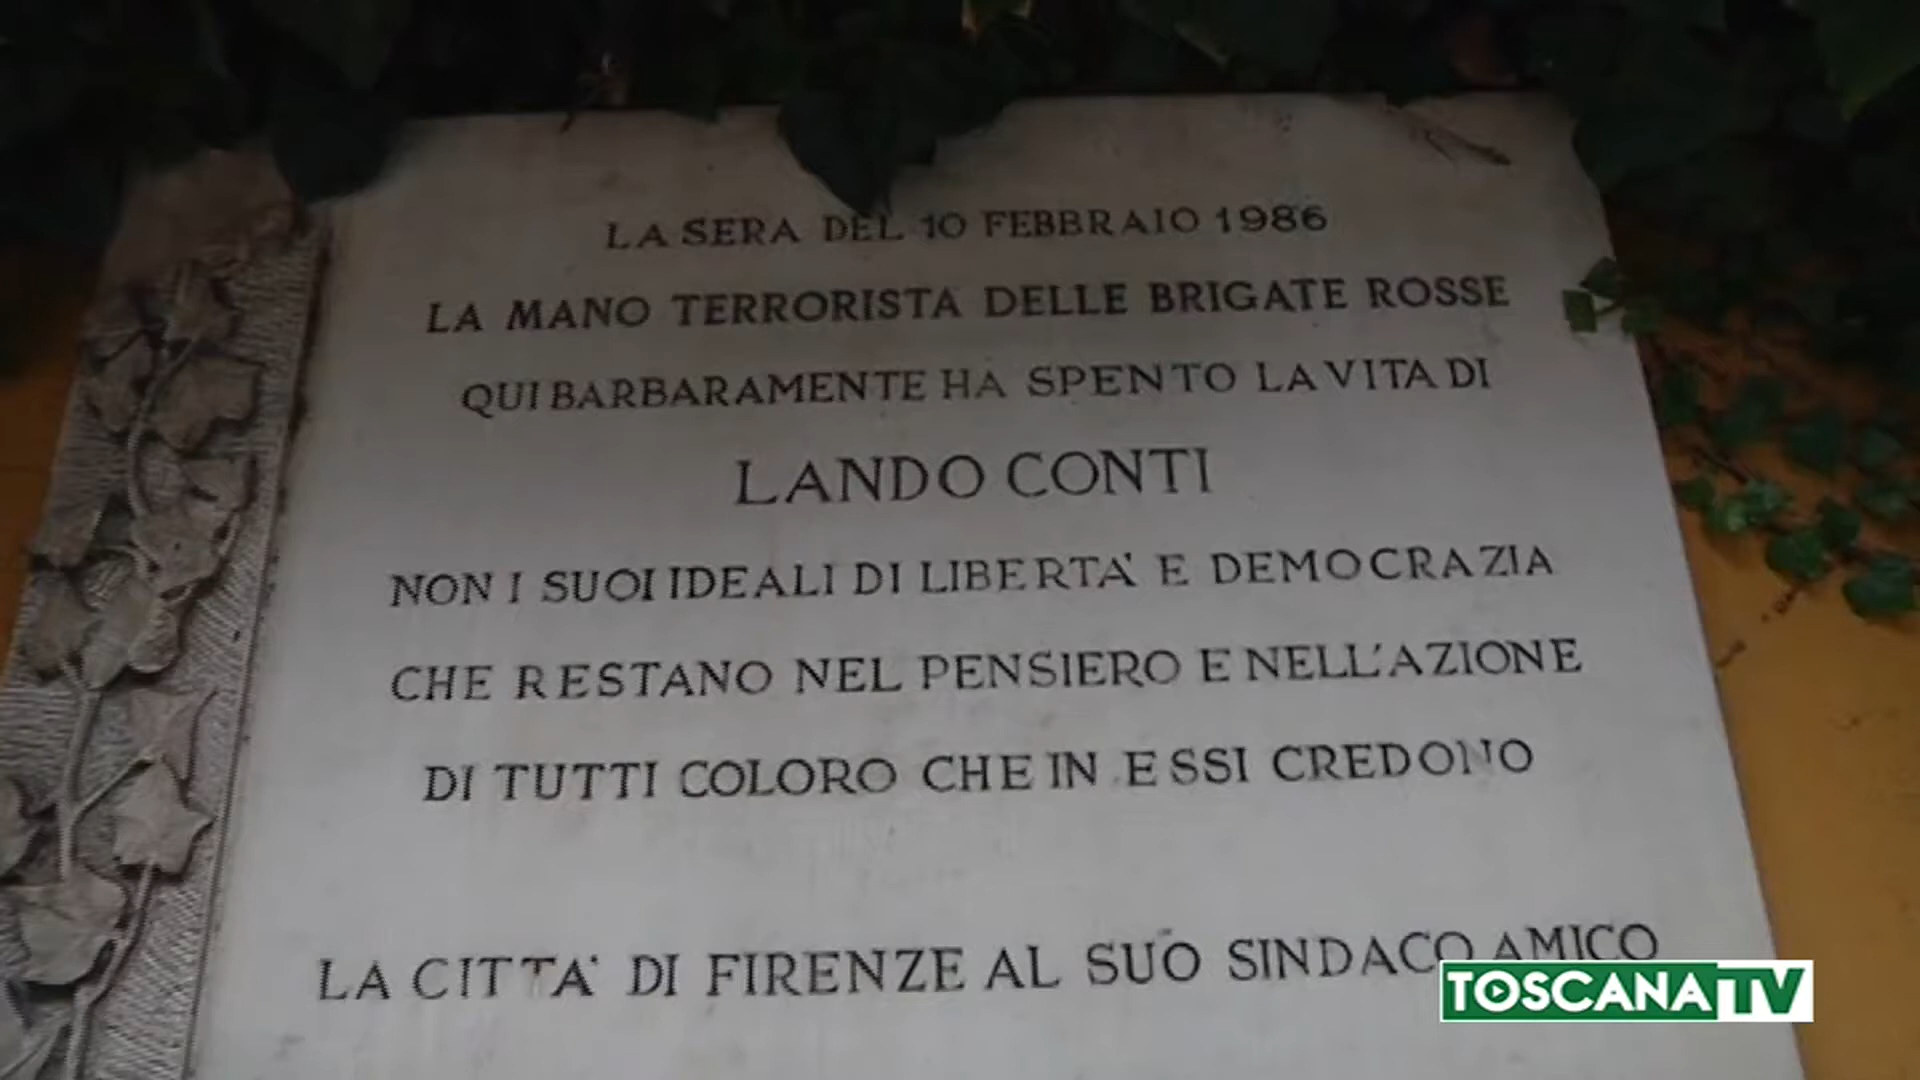 LA SERA DEL 10 FEBBRAIO 1986
LA MANO TERRORISTA DELLE BRIGATE ROSSE
QUI BARBARAMENTE HA SPENTO LA VITA DI
LANDO CONTI
NON I SUOI IDEALI DI LIBERTA' E DEMOCRAZIA
CHE RESTANO NEL PENSIERO E NELL'AZIONE
DI TUTTI COLORO CHE IN ESSI CREDONO
LA CITTA' DI FIRENZE AL SUO SINDACO AMICO
TOSCANA TV